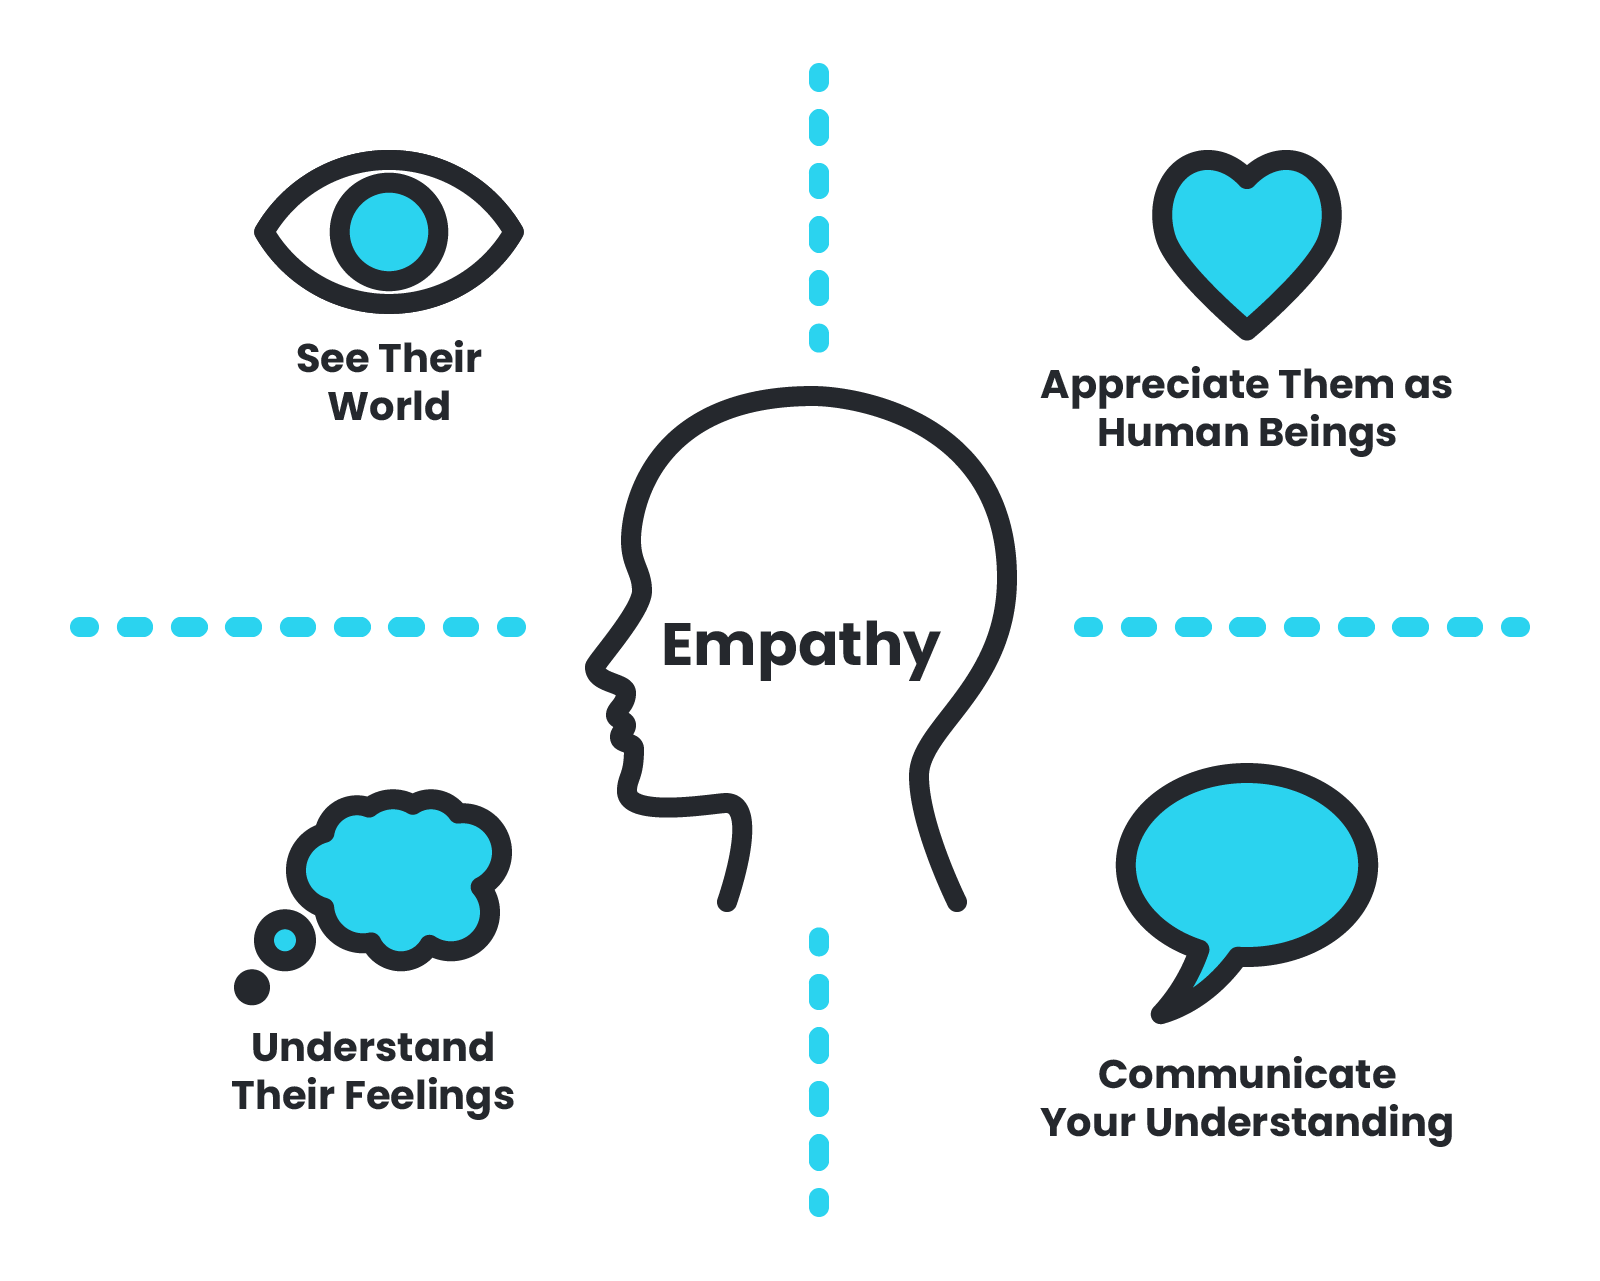 See Their
World
Appreciate Them as
Human Beings
Empathy
Understand
Their Feelings
Communicate
Your Understanding